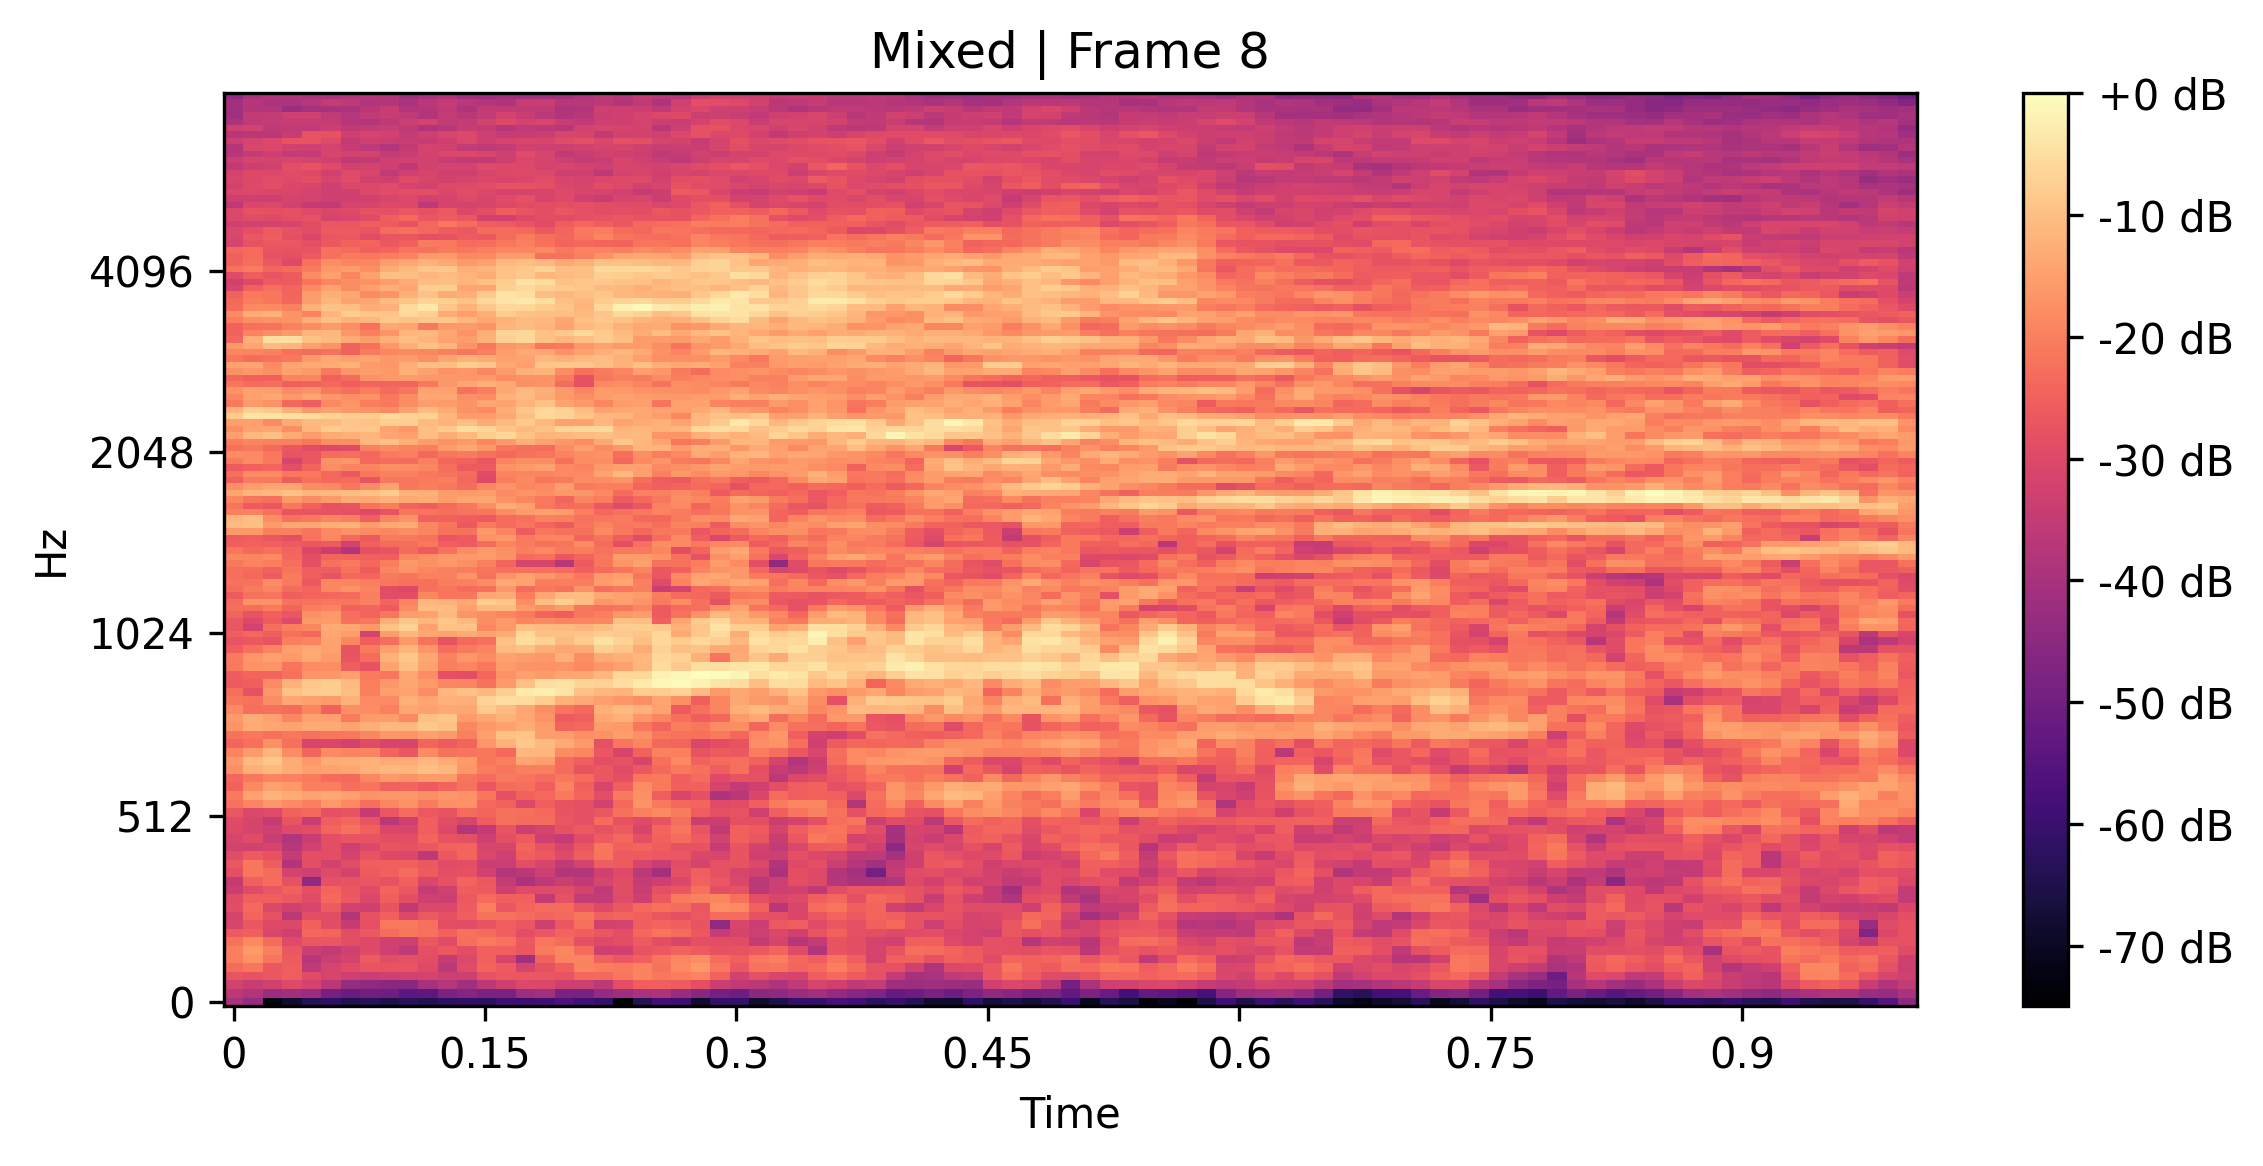 Mixed | Frame 8
+0 dB
-10 dB
-20 dB
-30 dB
-40 dB
-50 dB
-60 dB
-70 dB
Hz
4096
2048
1024
512
0
0 0.15 0.3 0.45 0.6 0.75 0.9
Time